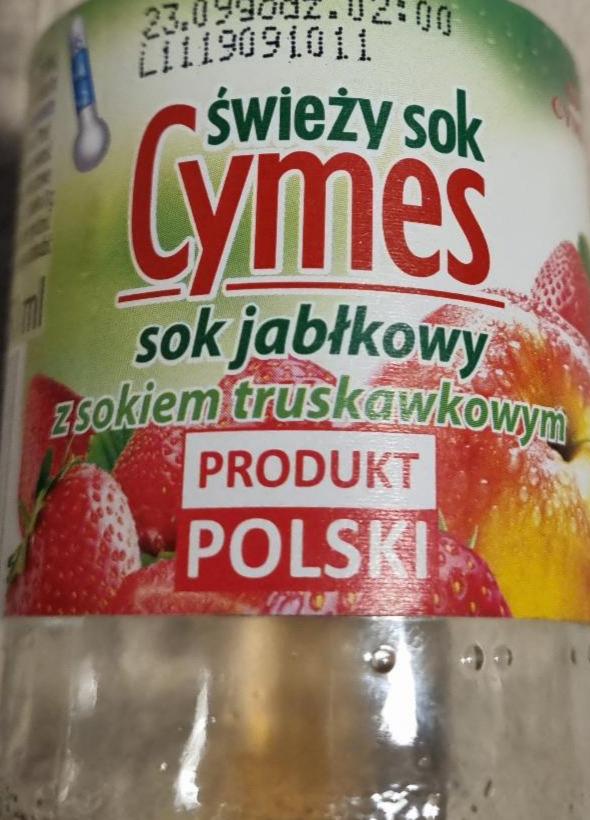 23.09godz.02:00
L1119091011
świeży sok
Cymes
sok jabłkowy
z sokiem truskawkowym
PRODUKT
POLSKI
ml